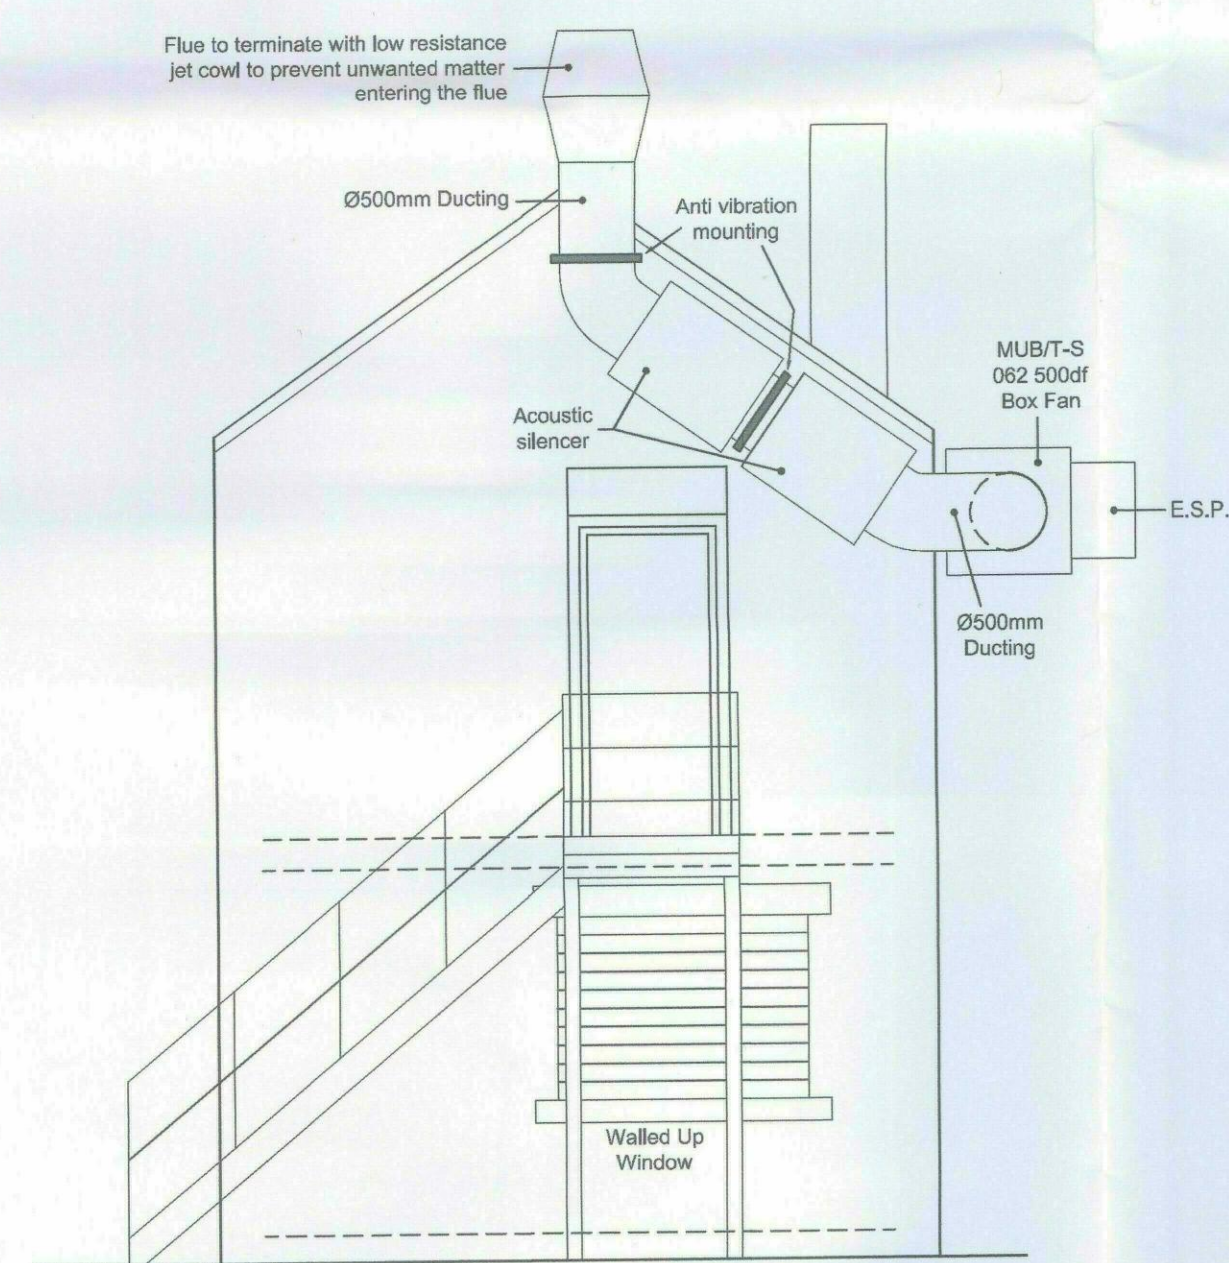 Flue to terminate with low resistance
jet cowl to prevent unwanted matter
entering the flue
Ø500mm Ducting
Anti vibration
mounting
MUB/T-S
062 500df
Box Fan
Acoustic
silencer
E.S.P.
Ø500mm
Ducting
Walled Up
Window